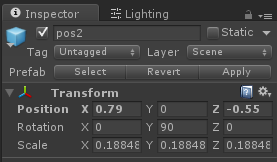 Inspector Lighting
pos2 Static
Tag Untagged Layer Scene
Prefab Select Revert Apply
Transform
Position X 0.79 Y 0 Z -0.55
Rotation X 0 Y 90 Z 0
Scale X 0.18848 Y 0.18848 Z 0.18848